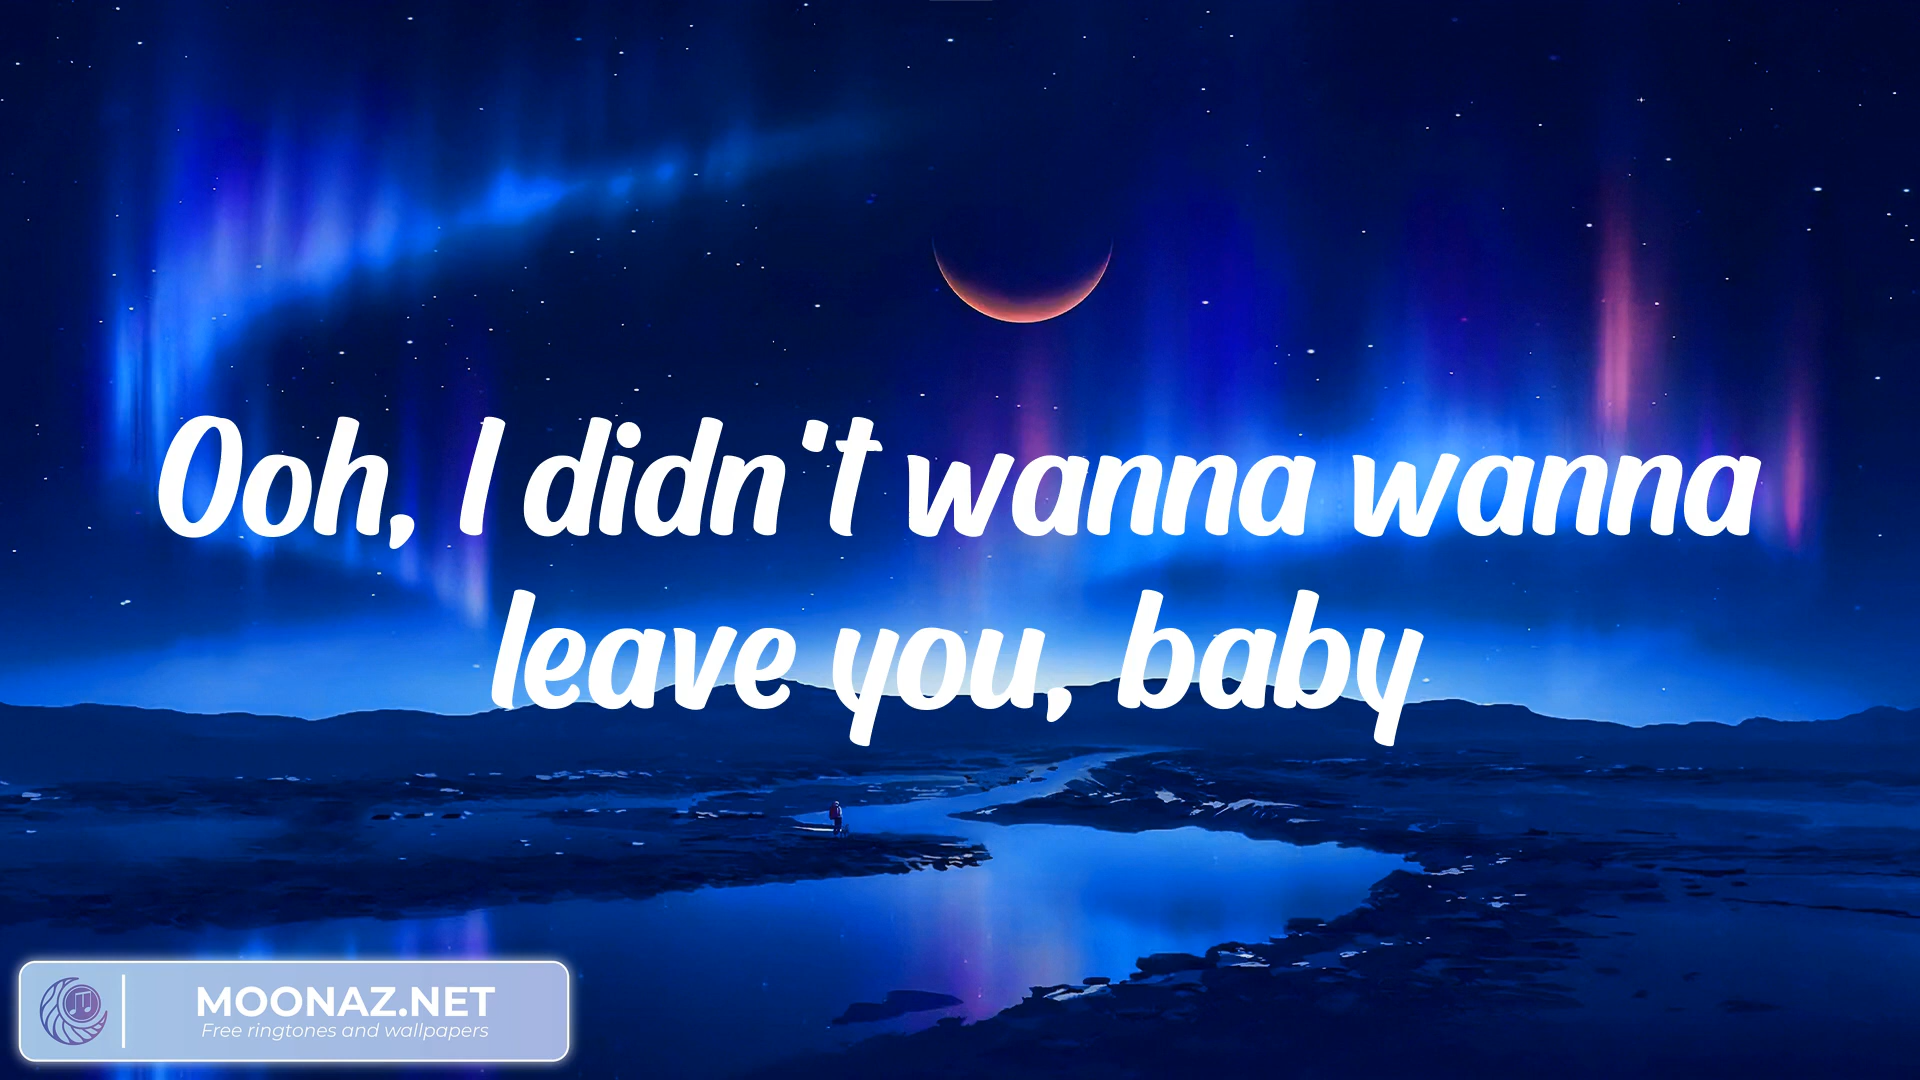 Ooh, I didn't wanna wanna
leave you, baby
MOONAZ.NET
Free ringtones and wallpapers